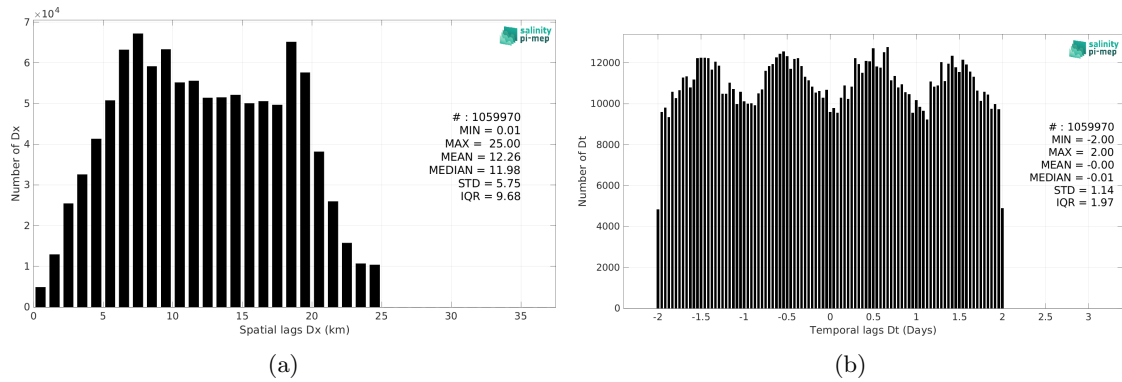 7
×10⁴
6
5
4
3
2
1
0
Number of Dx
salinity
pi-mep
# : 1059970
MIN = 0.01
MAX = 25.00
MEAN = 12.26
MEDIAN = 11.98
STD = 5.75
IQR = 9.68
0 5 10 15 20 25 30 35
Spatial lags Dx (km)
(a)
12000
10000
8000
6000
4000
2000
0
Number of Dt
salinity
pi-mep
# : 1059970
MIN = -2.00
MAX = 2.00
MEAN = -0.00
MEDIAN = -0.01
STD = 1.14
IQR = 1.97
-2 -1.5 -1 -0.5 0 0.5 1 1.5 2 2.5 3
Temporal lags Dt (Days)
(b)